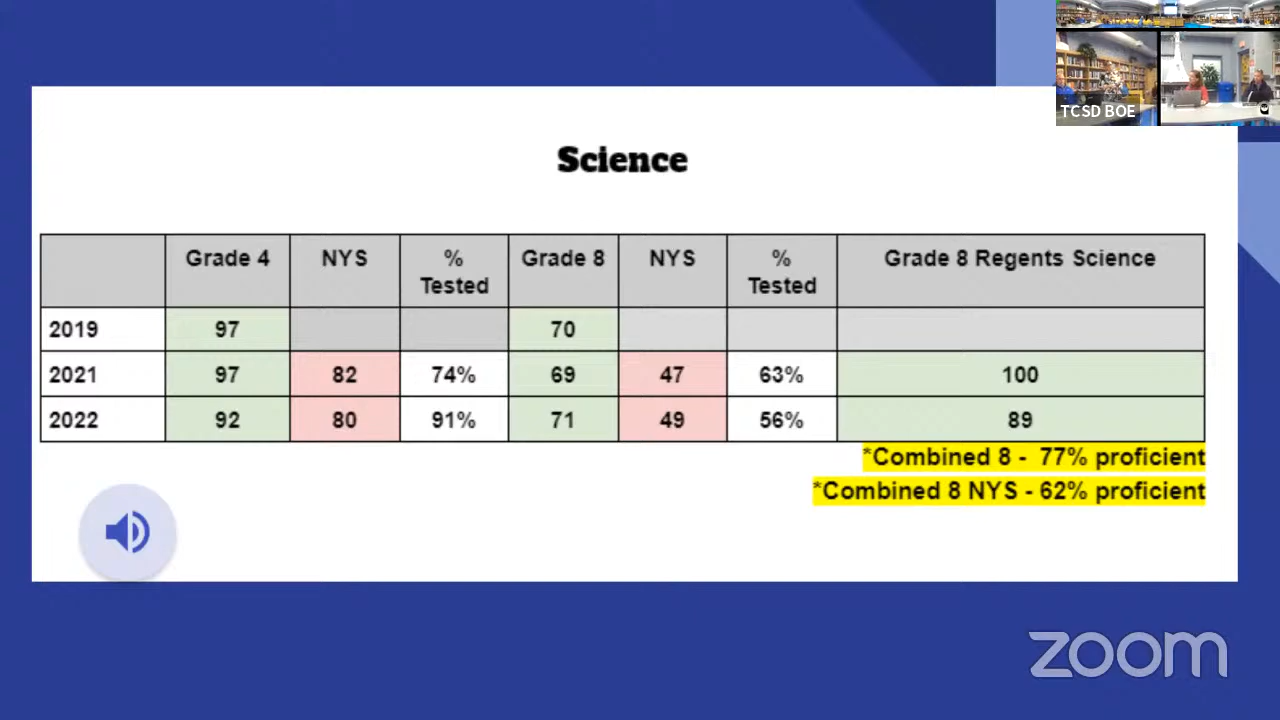 TCSD BOE
Science
Grade 4 NYS % Tested Grade 8 NYS % Tested Grade 8 Regents Science
2019 97 70
2021 97 82 74% 69 47 63% 100
2022 92 80 91% 71 49 56% 89
*Combined 8 - 77% proficient
*Combined 8 NYS - 62% proficient
zoom